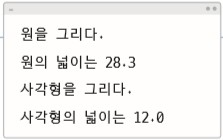 원을 그리다.
원의 넓이는 28.3
사각형을 그리다.
사각형의 넓이는 12.0